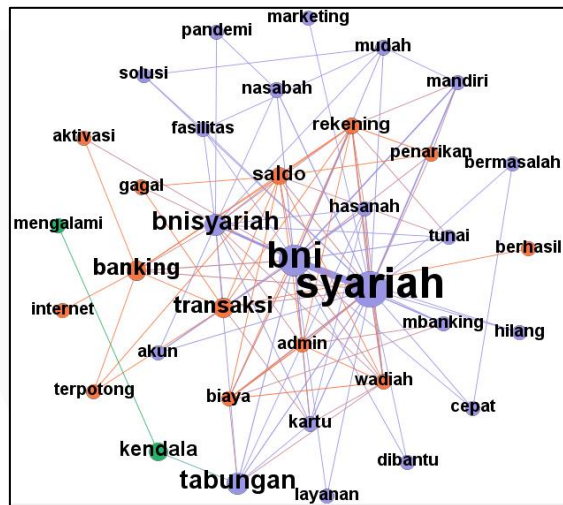 marketing
pandemi
mudah
solusi
nasabah
mandiri
fasilitas
rekening
aktivasi
penarikan
bermasalah
saldo
gagal
hasanah
bnisyariah
mengalami
tunai
bni
berhasil
banking
syariah
transaksi
internet
mbanking
hilang
admin
akun
terpotong
biaya
wadiah
cepat
kartu
kendala
dibantu
tabungan
layanan